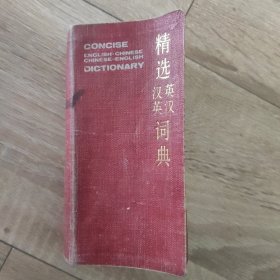 CONCISE
ENGLISH-CHINESE
CHINESE-ENGLISH
DICTIONARY
精选英汉汉英词典